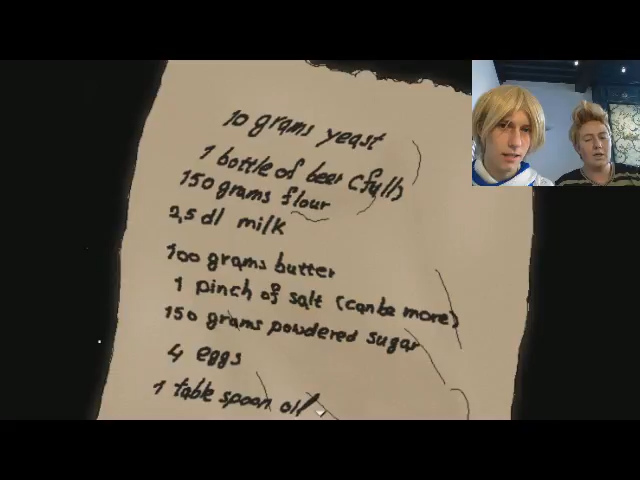 10 grams yeast
1 bottle of beer (full)
150 grams flour
2,5 dl milk
100 grams butter
1 pinch of salt (can be more)
150 grams powdered sugar
4 eggs
1 table spoon oil